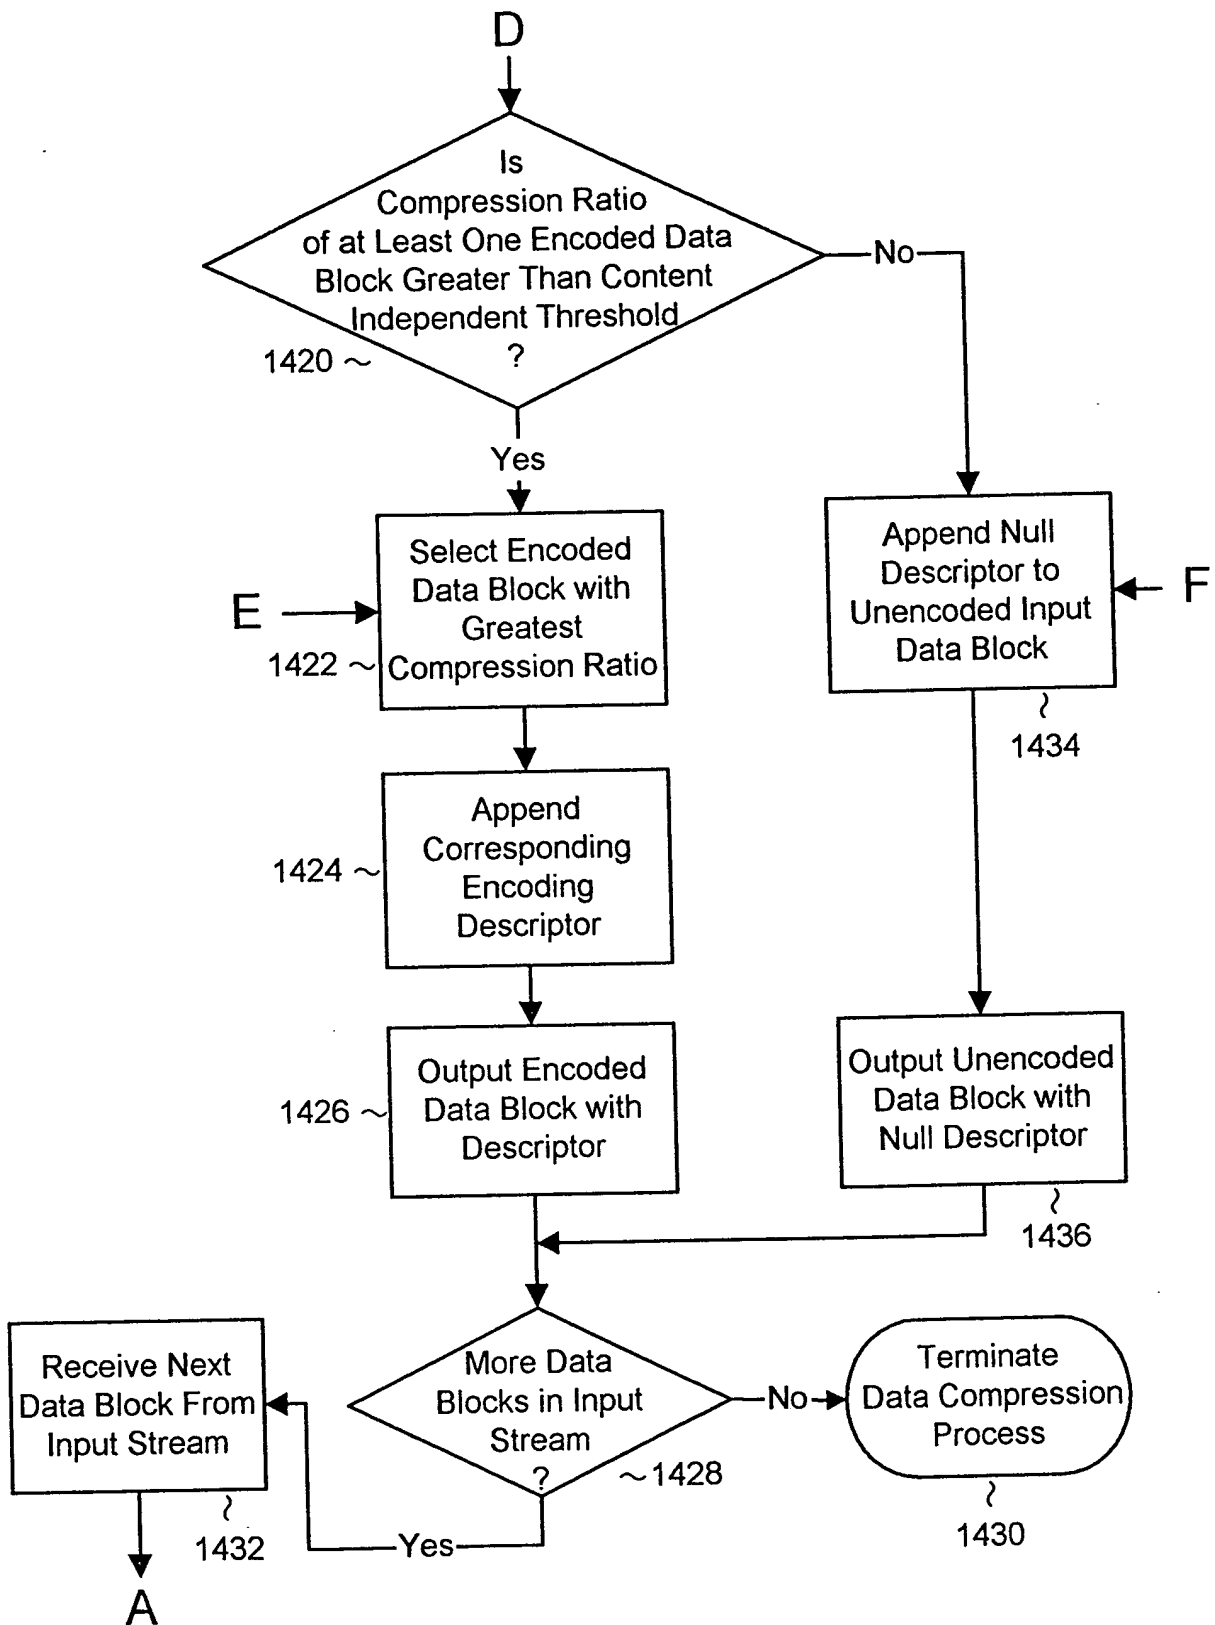 D
Is
Compression Ratio
of at Least One Encoded Data
Block Greater Than Content
Independent Threshold
?
1420
No
Yes
Select Encoded
Data Block with
Greatest
Compression Ratio
E
1422
Append Null
Descriptor to
Unencoded Input
Data Block
F
1434
Append
Corresponding
Encoding
Descriptor
1424
Output Encoded
Data Block with
Descriptor
1426
Output Unencoded
Data Block with
Null Descriptor
1436
Receive Next
Data Block From
Input Stream
1432
More Data
Blocks in Input
Stream
?
1428
No
Terminate
Data Compression
Process
1430
Yes
A